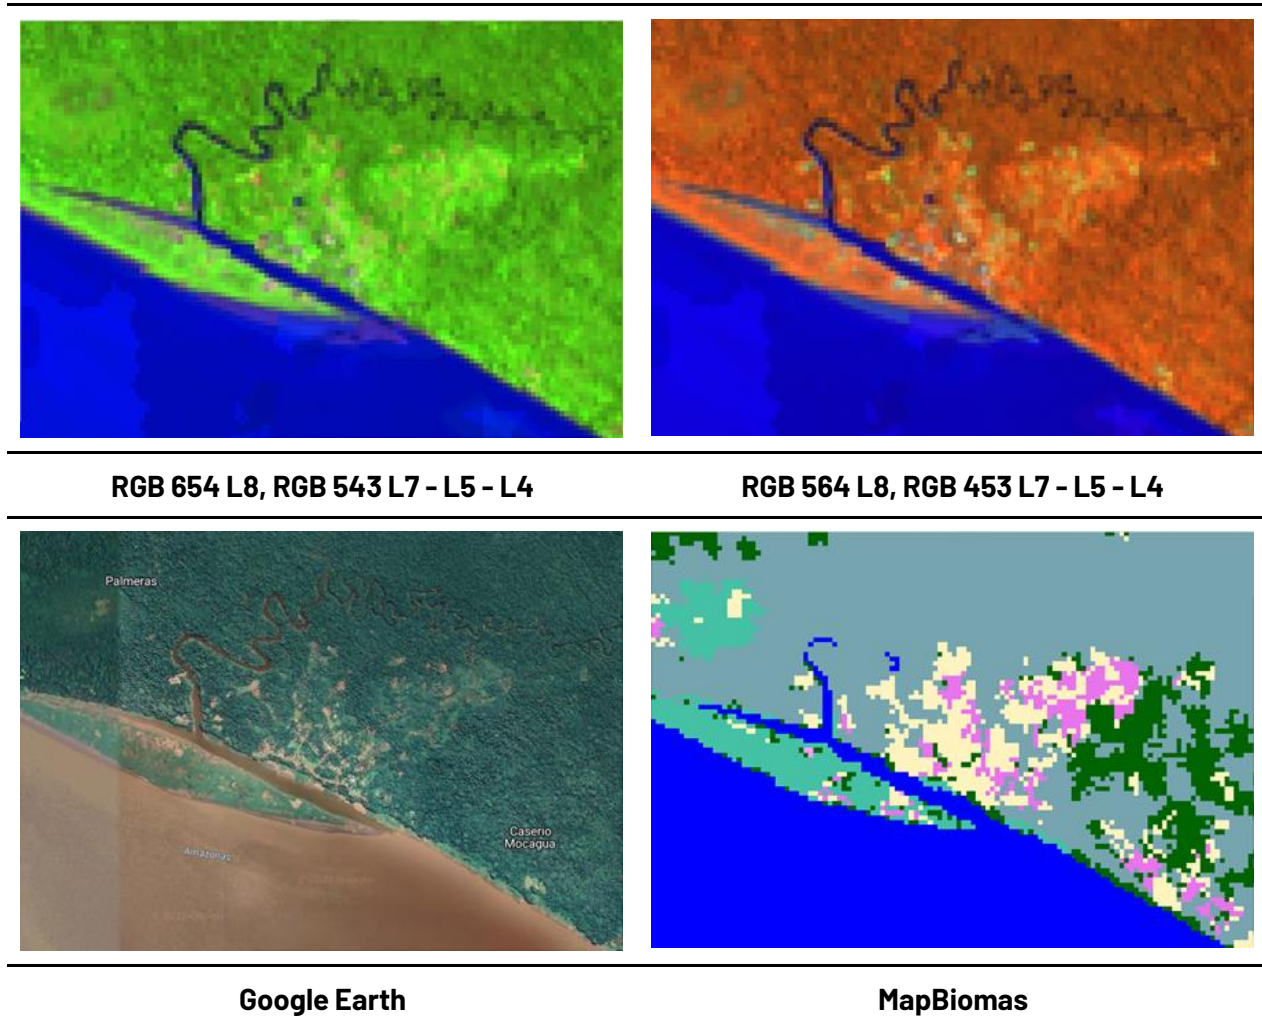 RGB 654 L8, RGB 543 L7 - L5 - L4
RGB 564 L8, RGB 453 L7 - L5 - L4
Palmeras
Caserio
Mocagua
Amazonas
Google Earth
MapBiomas